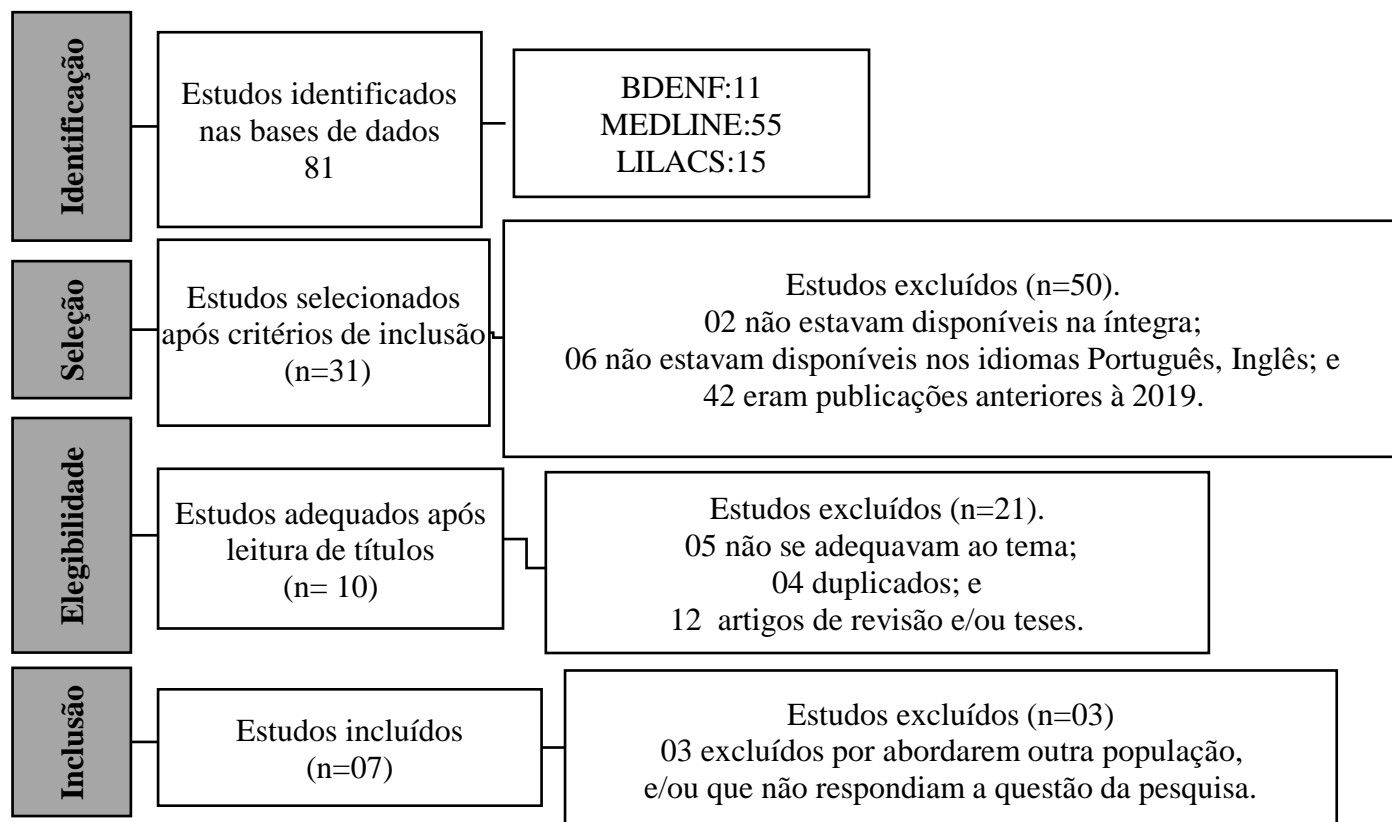 Identificação
Estudos identificados
nas bases de dados
81
BDENF:11
MEDLINE:55
LILACS:15
Seleção
Estudos selecionados
após critérios de inclusão
(n=31)
Estudos excluídos (n=50).
02 não estavam disponíveis na íntegra;
06 não estavam disponíveis nos idiomas Português, Inglês; e
42 eram publicações anteriores à 2019.
Elegibilidade
Estudos adequados após
leitura de títulos
(n= 10)
Estudos excluídos (n=21).
05 não se adequavam ao tema;
04 duplicados; e
12  artigos de revisão e/ou teses.
Inclusão
Estudos incluídos
(n=07)
Estudos excluídos (n=03)
03 excluídos por abordarem outra população,
e/ou que não respondiam a questão da pesquisa.